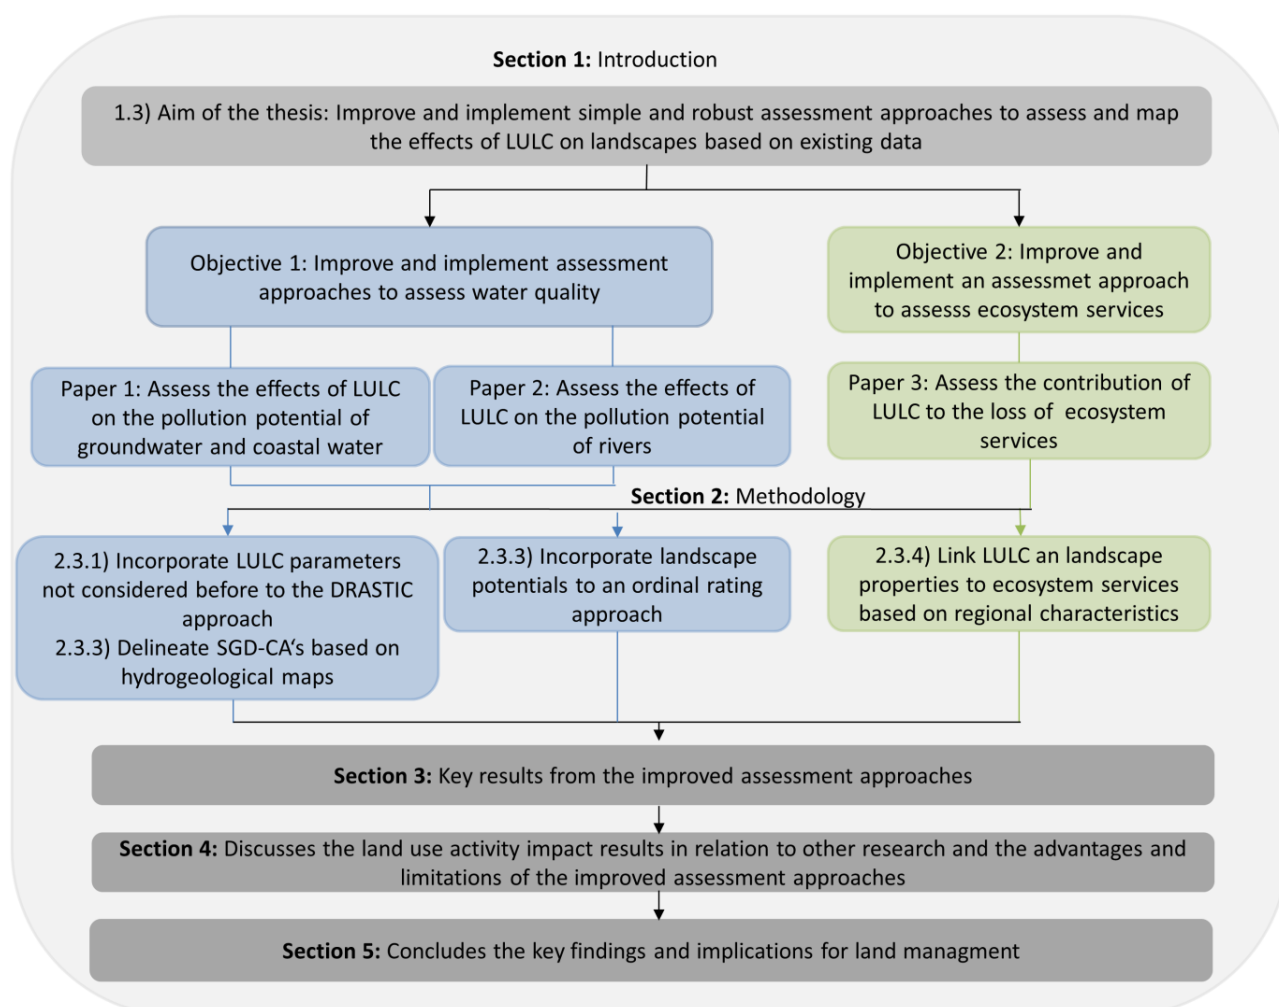 Section 1: Introduction
1.3) Aim of the thesis: Improve and implement simple and robust assessment approaches to assess and map
the effects of LULC on landscapes based on existing data
Objective 1: Improve and implement assessment
approaches to assess water quality
Objective 2: Improve and
implement an assessmet approach
to assesss ecosystem services
Paper 1: Assess the effects of LULC
on the pollution potential of
groundwater and coastal water
Paper 2: Assess the effects of
LULC on the pollution potential
of rivers
Paper 3: Assess the contribution of
LULC to the loss of ecosystem
services
Section 2: Methodology
2.3.1) Incorporate LULC parameters
not considered before to the DRASTIC
approach
2.3.3) Delineate SGD-CA‘s based on
hydrogeological maps
2.3.3) Incorporate landscape
potentials to an ordinal rating
approach
2.3.4) Link LULC an landscape
properties to ecosystem services
based on regional characteristics
Section 3: Key results from the improved assessment approaches
Section 4: Discusses the land use activity impact results in relation to other research and the advantages and
limitations of the improved assessment approaches
Section 5: Concludes the key findings and implications for land managment